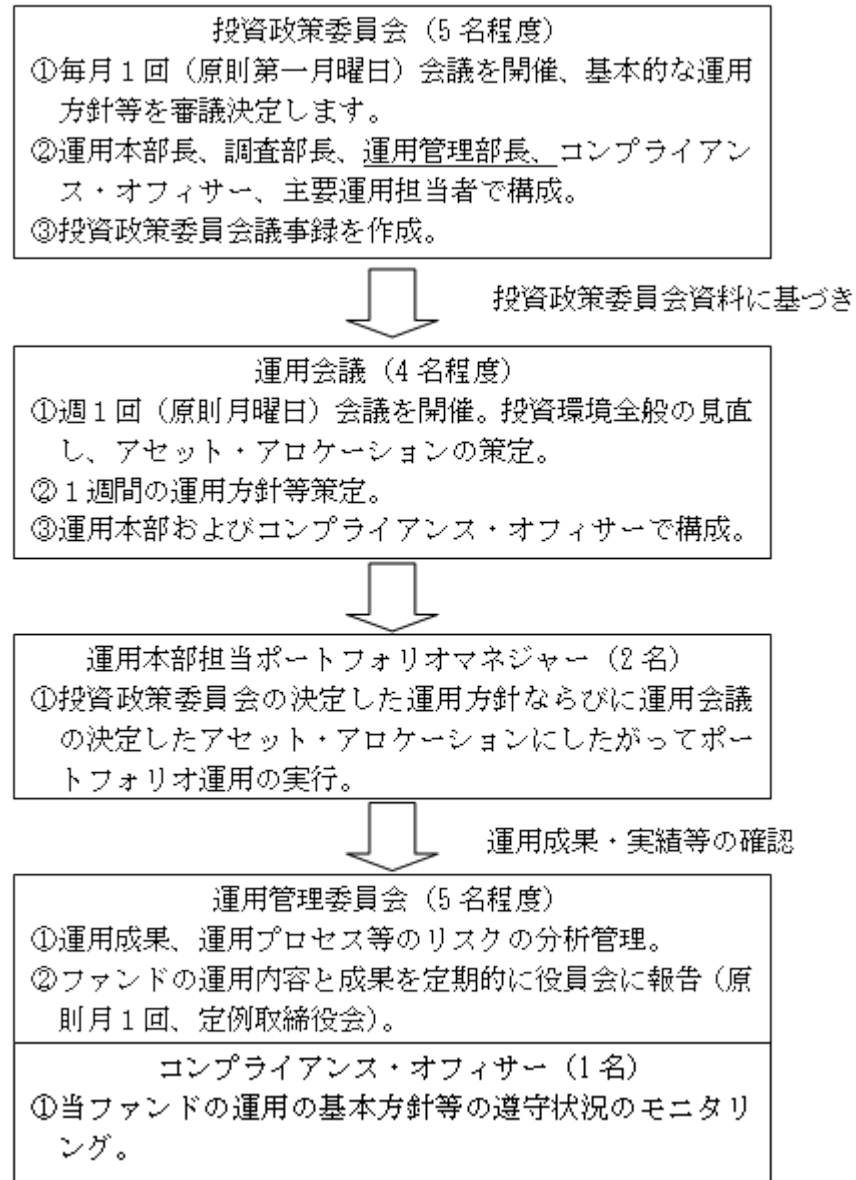 投資政策委員会（5名程度）
①毎月1回（原則第一月曜日）会議を開催、基本的な運用
方針等を審議決定します。
②運用本部長、調査部長、運用管理部長、コンプライアン
ス・オフィサー、主要運用担当者で構成。
③投資政策委員会議事録を作成。
投資政策委員会資料に基づき
運用会議（4名程度）
①週1回（原則月曜日）会議を開催。投資環境全般の見直
し、アセット・アロケーションの策定。
②1週間の運用方針等策定。
③運用本部およびコンプライアンス・オフィサーで構成。
運用本部担当ポートフォリオマネジャー（2名）
①投資政策委員会の決定した運用方針ならびに運用会議
の決定したアセット・アロケーションにしたがってポー
トフォリオ運用の実行。
運用成果・実績等の確認
運用管理委員会（5名程度）
①運用成果、運用プロセス等のリスクの分析管理。
②ファンドの運用内容と成果を定期的に役員会に報告（原
則月1回、定例取締役会）。
コンプライアンス・オフィサー（1名）
①当ファンドの運用の基本方針等の遵守状況のモニタリ
ング。